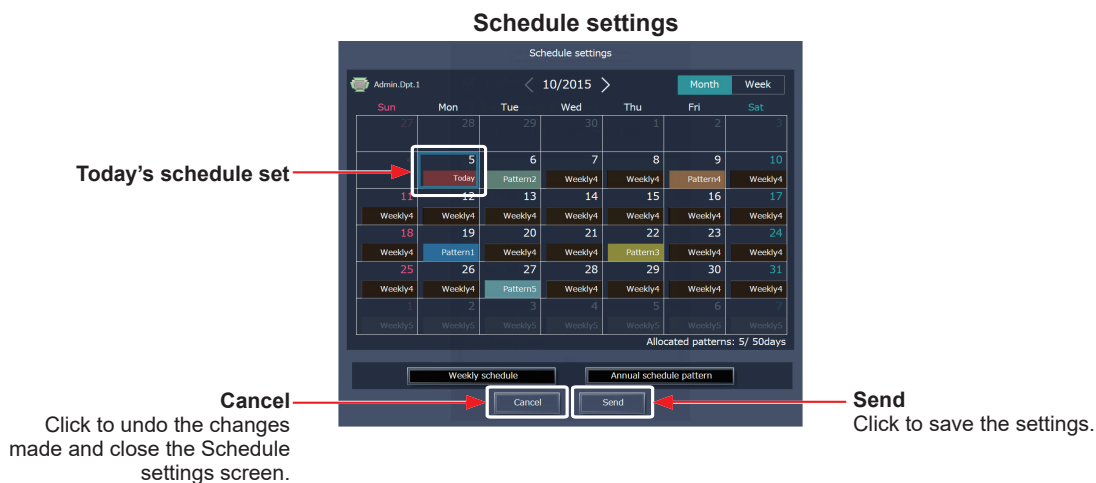 Schedule settings
Schedule settings
Admin.Dpt.1
10/2015
Month Week
Sun Mon Tue Wed Thu Fri Sat
27 28 29 30 1 2 3
5 6 7 8 9 10
Today Pattern2 Weekly4 Weekly4 Pattern4 Weekly4
11 12 13 14 15 16 17
Weekly4 Weekly4 Weekly4 Weekly4 Weekly4 Weekly4 Weekly4
18 19 20 21 22 23 24
Weekly4 Pattern1 Weekly4 Weekly4 Pattern3 Weekly4 Weekly4
25 26 27 28 29 30 31
Weekly4 Weekly4 Pattern5 Weekly4 Weekly4 Weekly4 Weekly4
1 2 3 4 5 6 7
Weekly5 Weekly5 Weekly5 Weekly5 Weekly5 Weekly5 Weekly5
Allocated patterns: 5/ 50days
Weekly schedule Annual schedule pattern
Cancel Send
Today's schedule set
Cancel
Click to undo the changes
made and close the Schedule
settings screen.
Send
Click to save the settings.